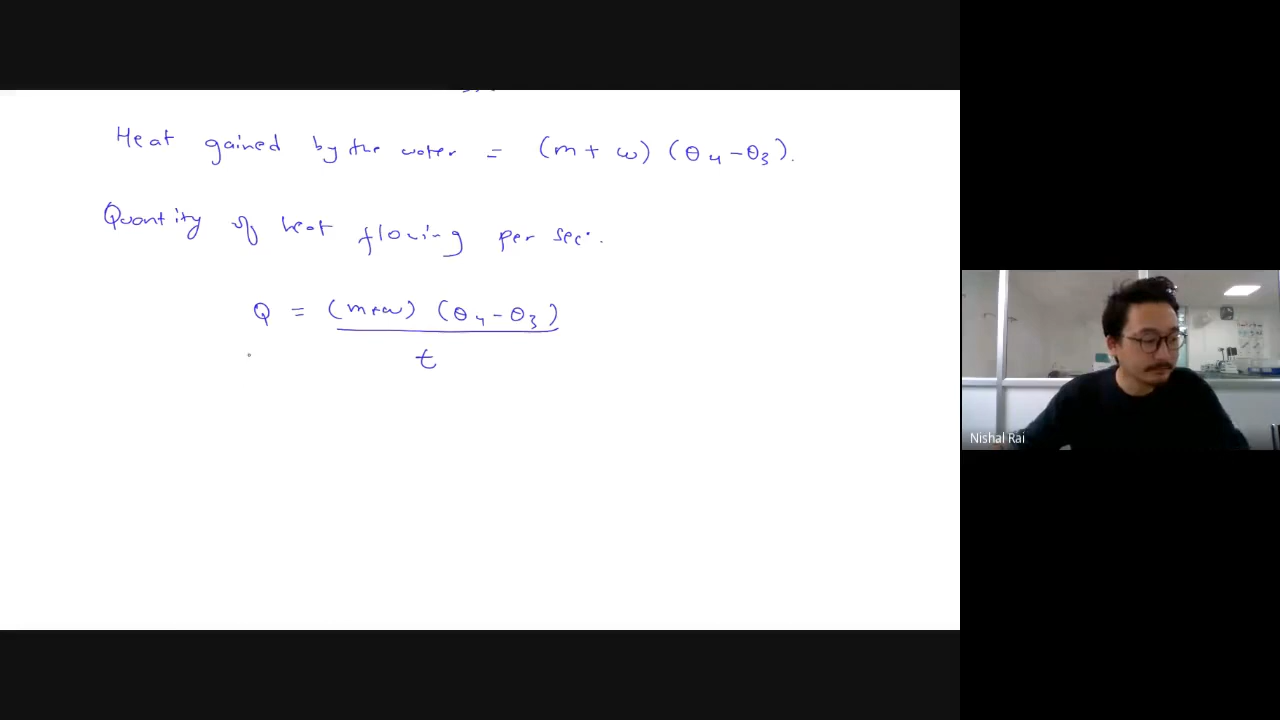 Heat gained by the water = (m + w) (θ₄ - θ₃).
Quantity of heat flowing per sec.
Q = (m+w) (θ₄ - θ₃)
t
Nishal Rai